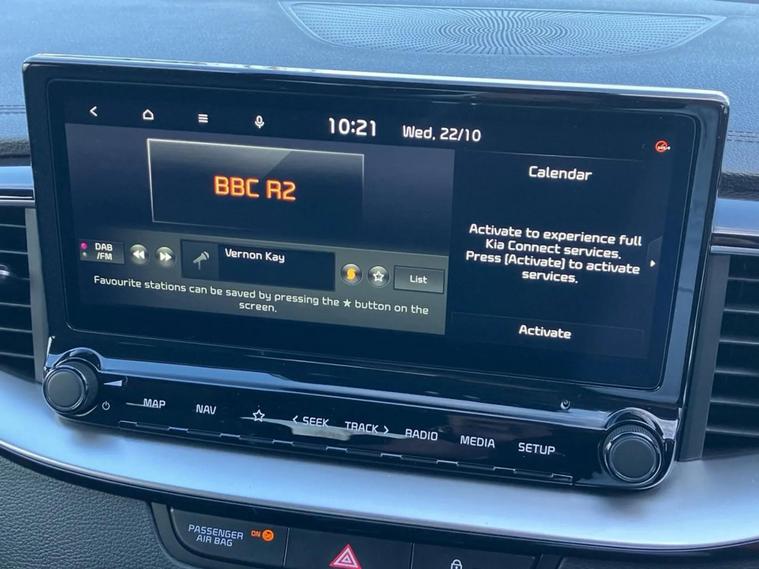 10:21 Wed, 22/10
BBC R2
Calendar
Activate to experience full
Kia Connect services.
Press [Activate] to activate
services.
DAB
/FM
Vernon Kay
List
Favourite stations can be saved by pressing the ★ button on the
screen.
Activate
MAP NAV ☆ < SEEK TRACK > RADIO MEDIA SETUP
PASSENGER
AIR BAG
ON